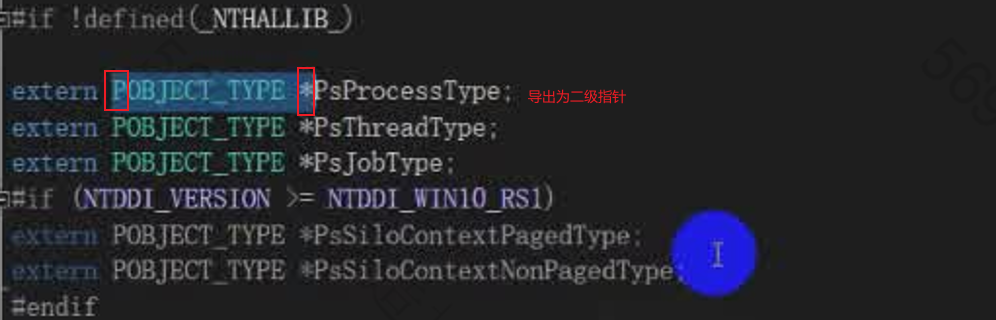 #if !defined(_NTHALLIB_)
extern POBJECT_TYPE *PsProcessType; 导出为二级指针
extern POBJECT_TYPE *PsThreadType;
extern POBJECT_TYPE *PsJobType;
#if (NTDDI_VERSION >= NTDDI_WIN10_RS1)
extern POBJECT_TYPE *PsSiloContextPagedType;
extern POBJECT_TYPE *PsSiloContextNonPagedType;
#endif